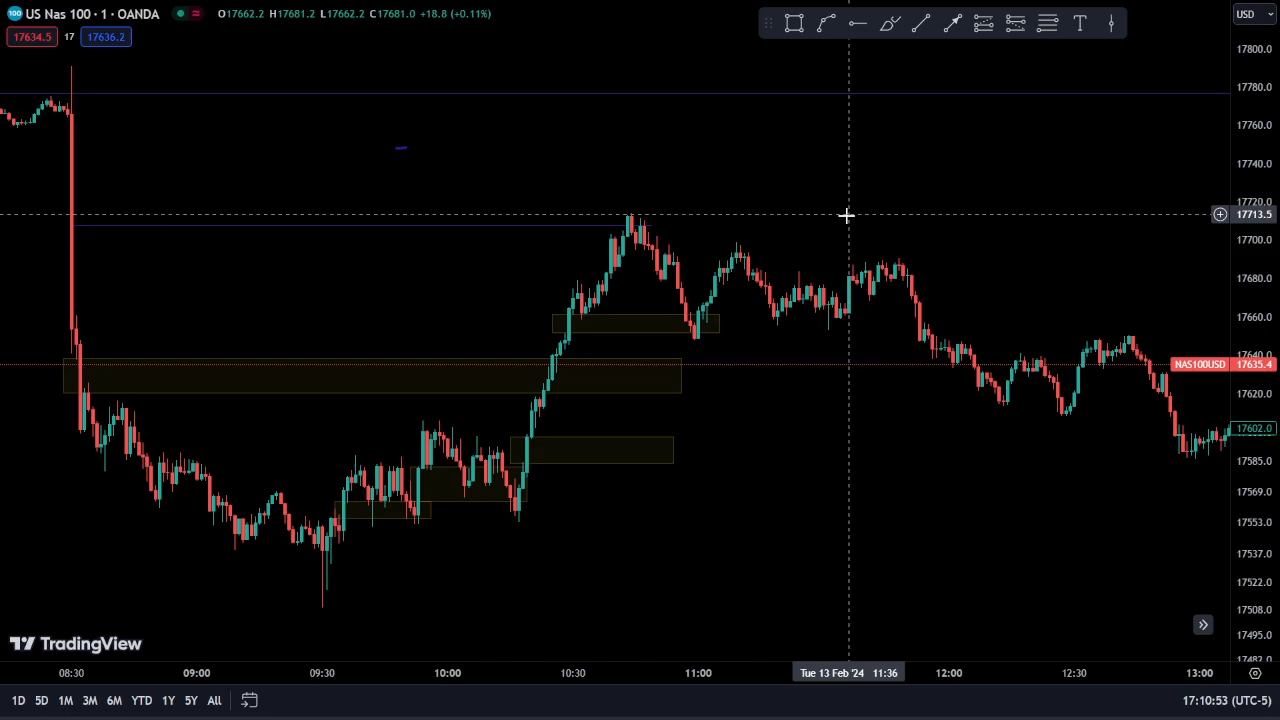 100 US Nas 100 · 1 · OANDA O17662.2 H17681.2 L17662.2 C17681.0 +18.8 (+0.11%)
17634.5 17 17636.2
T
USD
17800.0
17780.0
17760.0
17740.0
17720.0
17713.5
17700.0
17680.0
17660.0
17640.0
NAS100USD 17635.4
17620.0
17602.0
17585.0
17569.0
17553.0
17537.0
17522.0
17508.0
17495.0
17482.0
TradingView
08:30 09:00 09:30 10:00 10:30 11:00 Tue 13 Feb '24 11:36 12:00 12:30 13:00
1D 5D 1M 3M 6M YTD 1Y 5Y All 17:10:53 (UTC-5)